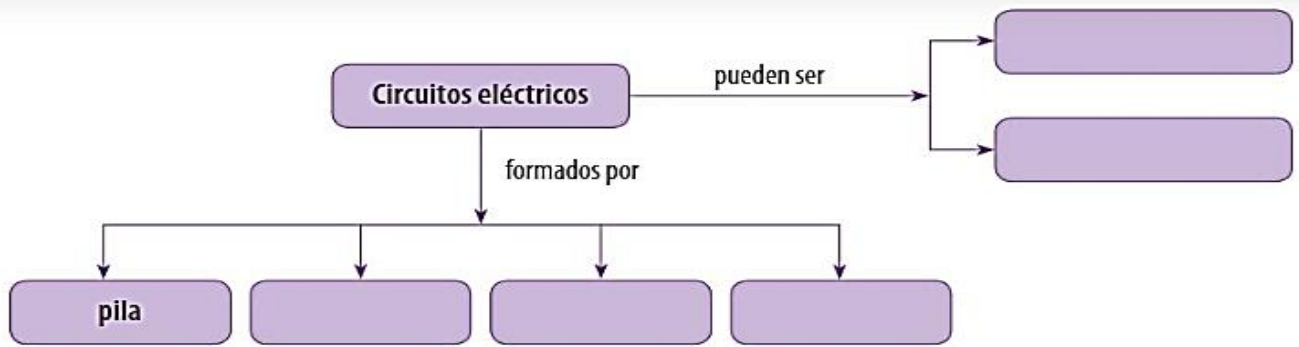 Circuitos eléctricos
pueden ser
formados por
pila